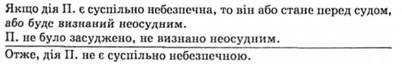 Якщо дія П. є суспільно небезпечна, то він або стане перед судом,
або буде визнаний неосудним.
П. не було засуджено, не визнано неосудним.
Отже, дія П. не є суспільно небезпечною.